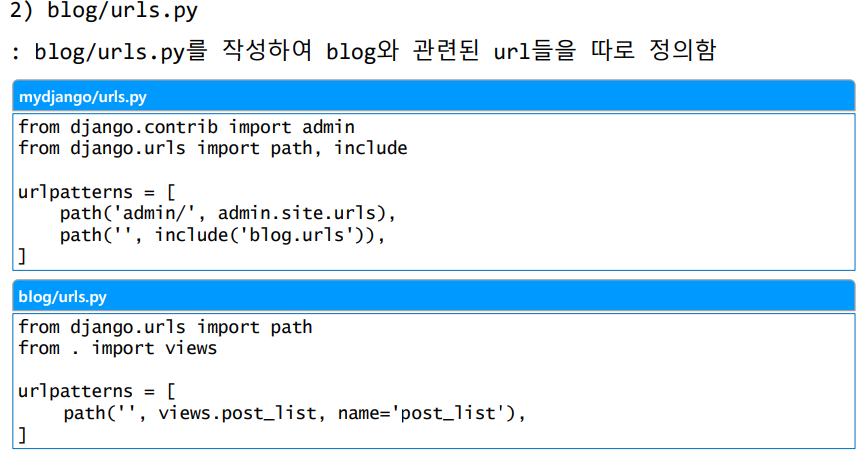 2) blog/urls.py
: blog/urls.py를 작성하여 blog와 관련된 url들을 따로 정의함
mydjango/urls.py
from django.contrib import admin
from django.urls import path, include
urlpatterns = [
    path('admin/', admin.site.urls),
    path('', include('blog.urls')),
]
blog/urls.py
from django.urls import path
from . import views
urlpatterns = [
    path('', views.post_list, name='post_list'),
]